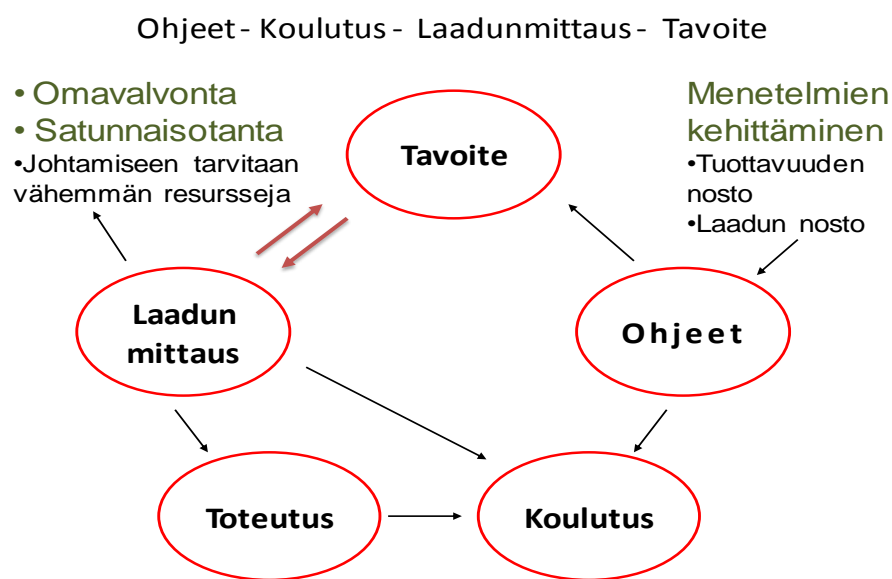 Ohjeet - Koulutus - Laadunmittaus - Tavoite
• Omavalvonta
• Satunnaisotanta
•Johtamiseen tarvitaan
vähemmän resursseja
Menetelmien
kehittäminen
•Tuottavuuden
nosto
•Laadun nosto
Tavoite
Laadun
mittaus
Ohjeet
Toteutus
Koulutus